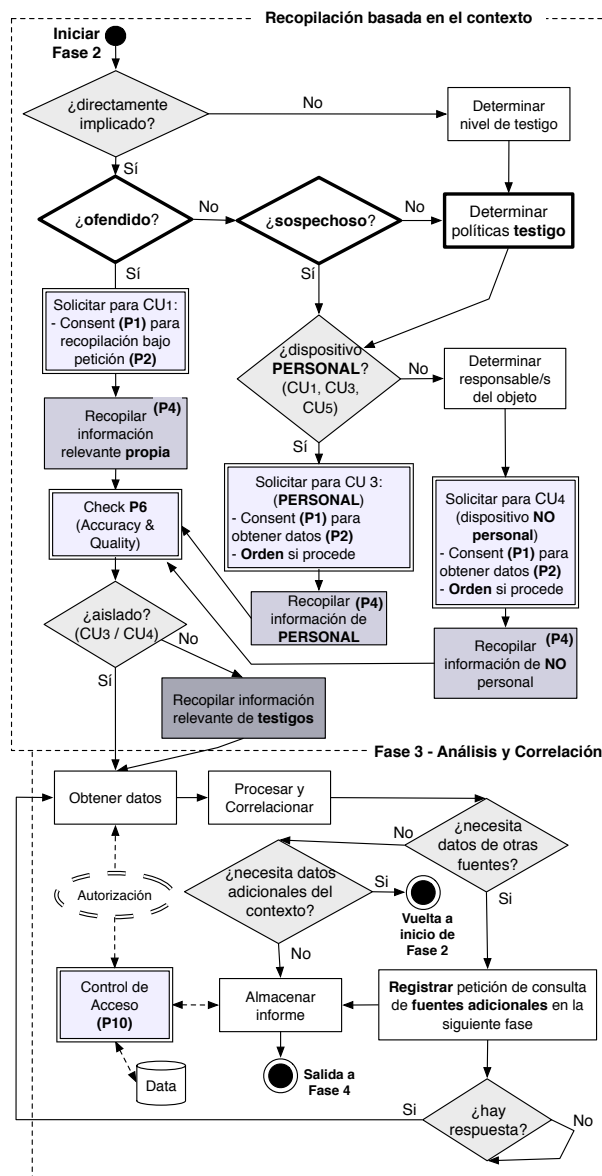 Recopilación basada en el contexto
Iniciar
Fase 2
¿directamente
implicado?
No
Determinar
nivel de testigo
Sí
¿ofendido?
No
¿sospechoso?
No
Determinar
políticas testigo
Sí
Sí
Solicitar para CU1:
- Consent (P1) para
recopilación bajo
petición (P2)
¿dispositivo
PERSONAL?
(CU1, CU3,
CU5)
No
Determinar
responsable/s
del objeto
Sí
Recopilar (P4)
información
relevante propia
Solicitar para CU 3:
(PERSONAL)
- Consent (P1) para
obtener datos (P2)
- Orden si procede
Solicitar para CU4
(dispositivo NO
personal)
- Consent (P1) para
obtener datos (P2)
- Orden si procede
Check P6
(Accuracy &
Quality)
¿aislado?
(CU3 / CU4)
No
Sí
Recopilar (P4)
información de
PERSONAL
Recopilar (P4)
información de NO
personal
Recopilar información
relevante de testigos
Fase 3 - Análisis y Correlación
Obtener datos
Procesar y
Correlacionar
¿necesita
datos de otras
fuentes?
No
Si
¿necesita datos
adicionales del
contexto?
Si
Vuelta a
inicio de
Fase 2
No
Autorización
Control de
Acceso
(P10)
Almacenar
informe
Registrar petición de consulta
de fuentes adicionales en la
siguiente fase
Data
Salida a
Fase 4
Si
¿hay
respuesta?
No